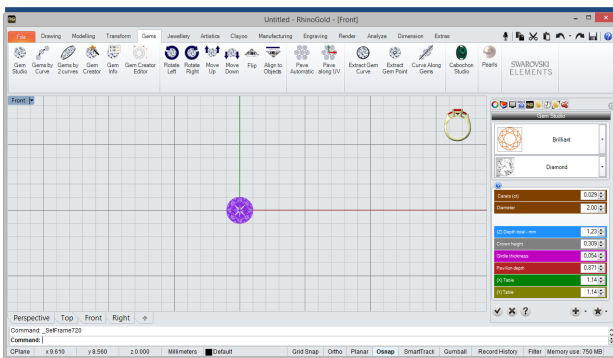 Untitled - RhinoGold - [Front]
File Drawing Modelling Transform Gems Jewellery Artistics Clayoo Manufacturing Engraving Render Analyze Dimension Extras
Gem Studio Gems by Curve Gems by 2 curves Gem Creator Gem Info Gem Creator Editor Rotate Left Rotate Right Move Up Move Down Flip Align to Objects Pave Automatic Pave along UV Extract Gem Curve Extract Gem Point Curve Along Gems Cabochon Studio Pearls SWAROVSKI ELEMENTS
Front
Gem Studio
Brilliant
Diamond
Carats (ct) 0,029
Diameter 2,00
(Z) Depth total - mm 1,23
Crown height 0,309
Girdle thickness 0,054
Pavilion depth 0,871
(X) Table 1,14
(Y) Table 1,14
Perspective Top Front Right
Command: _SetFrame720
Command:
CPlane x 9.610 y 8.560 z 0.000 Millimeters Default Grid Snap Ortho Planar Osnap SmartTrack Gumball Record History Filter Memory use: 750 MB